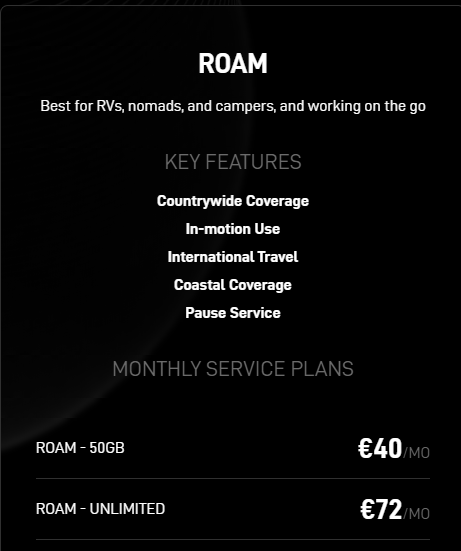 ROAM
Best for RVs, nomads, and campers, and working on the go
KEY FEATURES
Countrywide Coverage
In-motion Use
International Travel
Coastal Coverage
Pause Service
MONTHLY SERVICE PLANS
ROAM - 50GB €40/MO
ROAM - UNLIMITED €72/MO